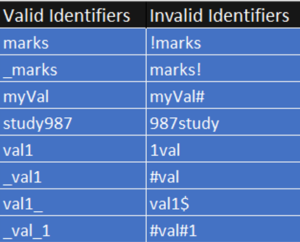 Valid Identifiers Invalid Identifiers
marks !marks
_marks marks!
myVal myVal#
study987 987study
val1 1val
_val1 #val
val1_ val1$
_val_1 #val#1